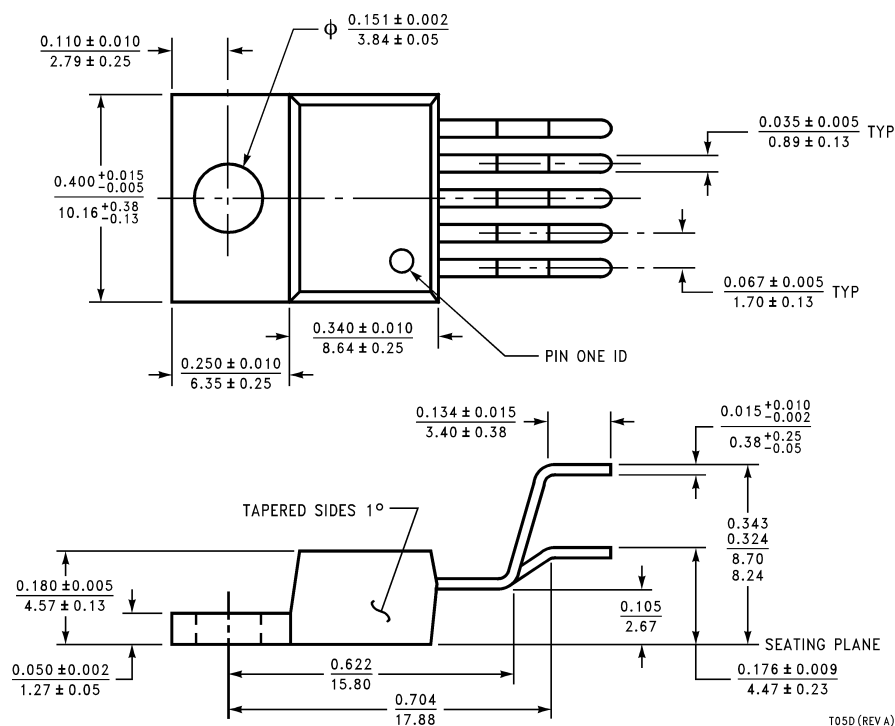 ϕ 0.151 ± 0.002
3.84 ± 0.05
0.110 ± 0.010
2.79 ± 0.25
0.035 ± 0.005 TYP
0.89 ± 0.13
0.400 +0.015 -0.005
10.16 +0.38 -0.13
0.067 ± 0.005 TYP
1.70 ± 0.13
0.340 ± 0.010
8.64 ± 0.25
PIN ONE ID
0.250 ± 0.010
6.35 ± 0.25
0.134 ± 0.015
3.40 ± 0.38
0.015 +0.010 -0.002
0.38 +0.25 -0.05
TAPERED SIDES 1°
0.343
0.324
8.70
8.24
0.180 ± 0.005
4.57 ± 0.13
0.105
2.67
SEATING PLANE
0.050 ± 0.002
1.27 ± 0.05
0.622
15.80
0.176 ± 0.009
4.47 ± 0.23
0.704
17.88
T05D (REV A)